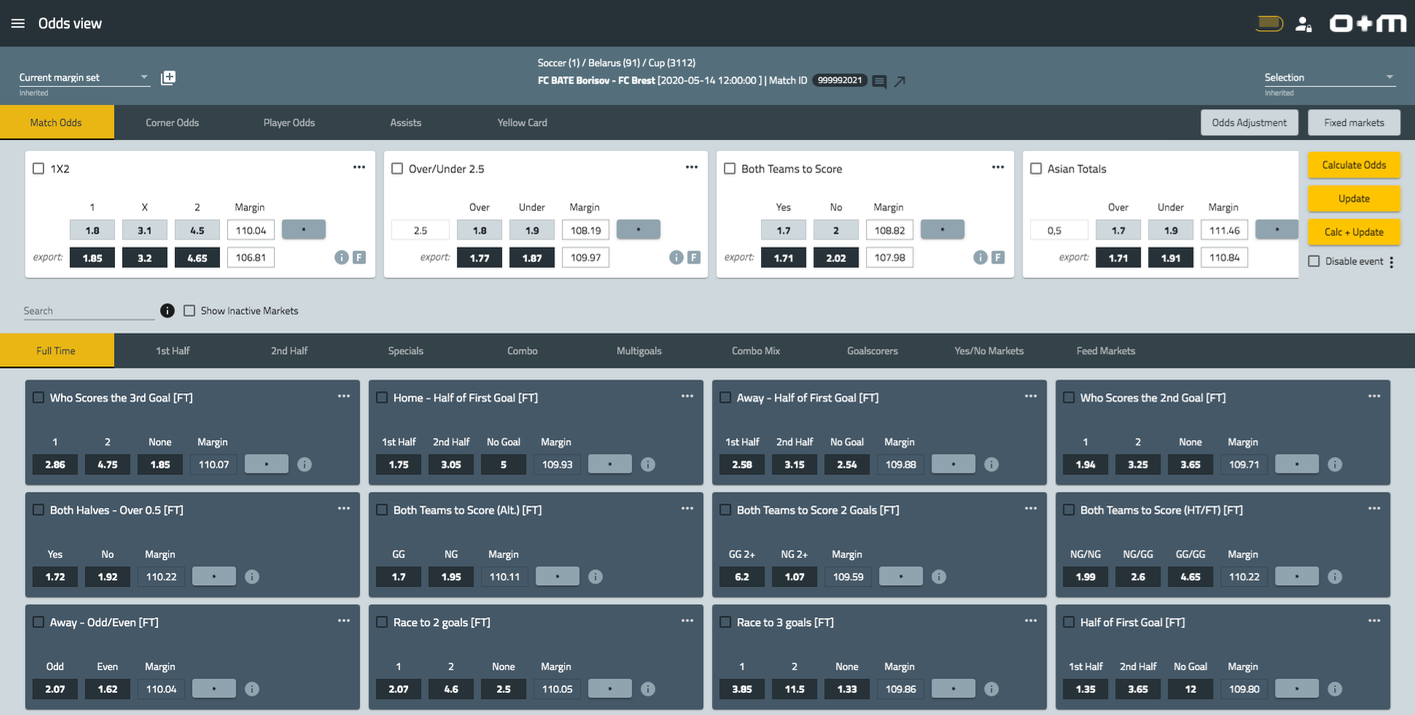 Odds view
o+m
Current margin set
Inherited
Soccer (1) / Belarus (91) / Cup (3112)
FC BATE Borisov - FC Brest [2020-05-14 12:00:00 ] | Match ID 999992021
Selection
Inherited
Match Odds Corner Odds Player Odds Assists Yellow Card Odds Adjustment Fixed markets
1X2 Over/Under 2.5 Both Teams to Score Asian Totals
Calculate Odds
1 X 2 Margin Over Under Margin Yes No Margin Over Under Margin
Update
1.8 3.1 4.5 110.04 2.5 1.8 1.9 108.19 1.7 2 108.82 0,5 1.7 1.9 111.46
Calc + Update
export: 1.85 3.2 4.65 106.81 F export: 1.77 1.87 109.97 F export: 1.71 2.02 107.98 F export: 1.71 1.91 110.84
Disable event
Search Show Inactive Markets
Full Time 1st Half 2nd Half Specials Combo Multigoals Combo Mix Goalscorers Yes/No Markets Feed Markets
Who Scores the 3rd Goal [FT] Home - Half of First Goal [FT] Away - Half of First Goal [FT] Who Scores the 2nd Goal [FT]
1 2 None Margin 1st Half 2nd Half No Goal Margin 1st Half 2nd Half No Goal Margin 1 2 None Margin
2.86 4.75 1.85 110.07 1.75 3.05 5 109.93 2.58 3.15 2.54 109.88 1.94 3.25 3.65 109.71
Both Halves - Over 0.5 [FT] Both Teams to Score (Alt.) [FT] Both Teams to Score 2 Goals [FT] Both Teams to Score (HT/FT) [FT]
Yes No Margin GG NG Margin GG 2+ NG 2+ Margin NG/NG NG/GG GG/GG Margin
1.72 1.92 110.22 1.7 1.95 110.11 6.2 1.07 109.59 1.99 2.6 4.65 110.22
Away - Odd/Even [FT] Race to 2 goals [FT] Race to 3 goals [FT] Half of First Goal [FT]
Odd Even Margin 1 2 None Margin 1 2 None Margin 1st Half 2nd Half No Goal Margin
2.07 1.62 110.04 2.07 4.6 2.5 110.05 3.85 11.5 1.33 109.86 1.35 3.65 12 109.80